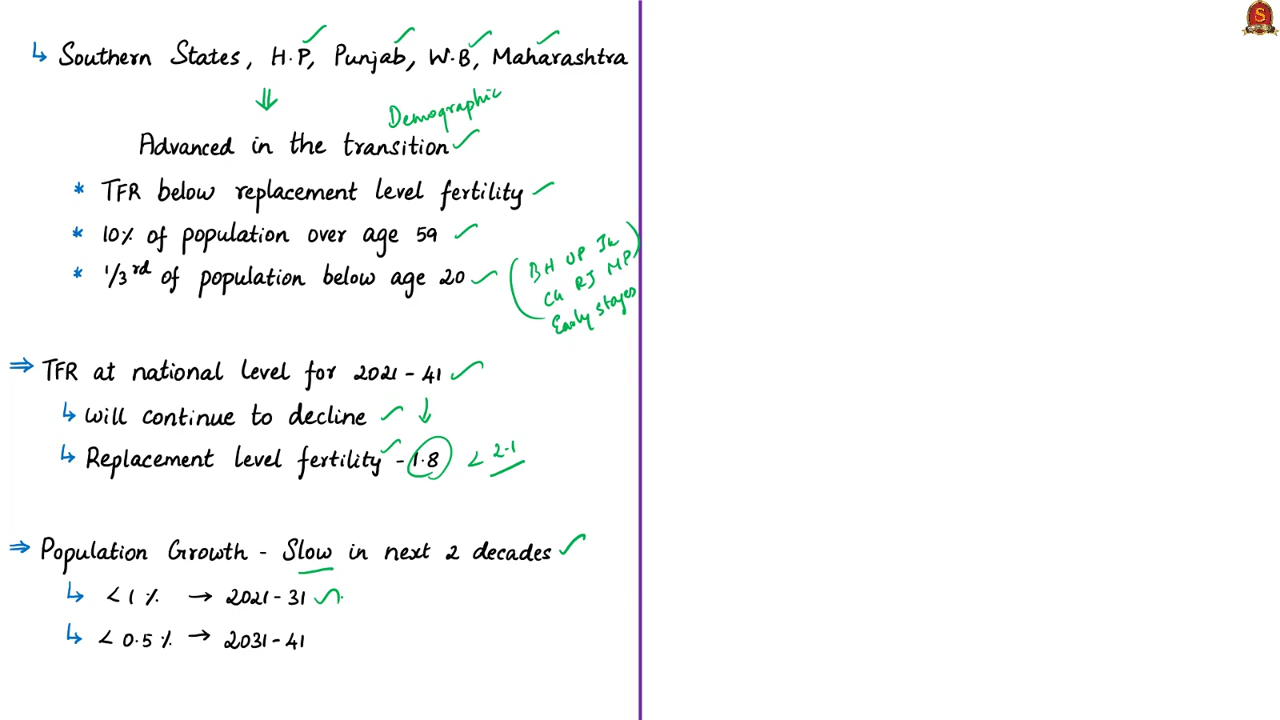 ↳ Southern States, H.P, Punjab, W.B, Maharashtra
⇓
Demographic
Advanced in the transition
* TFR below replacement level fertility
* 10% of population over age 59
* 1/3rd of population below age 20
(BH UP JH)
CG RJ MP
Early stages
⇒ TFR at national level for 2021-41
↳ will continue to decline ↓
↳ Replacement level fertility - 1.8 < 2.1
⇒ Population Growth - Slow in next 2 decades
↳ <1% → 2021-31
↳ <0.5% → 2031-41
S